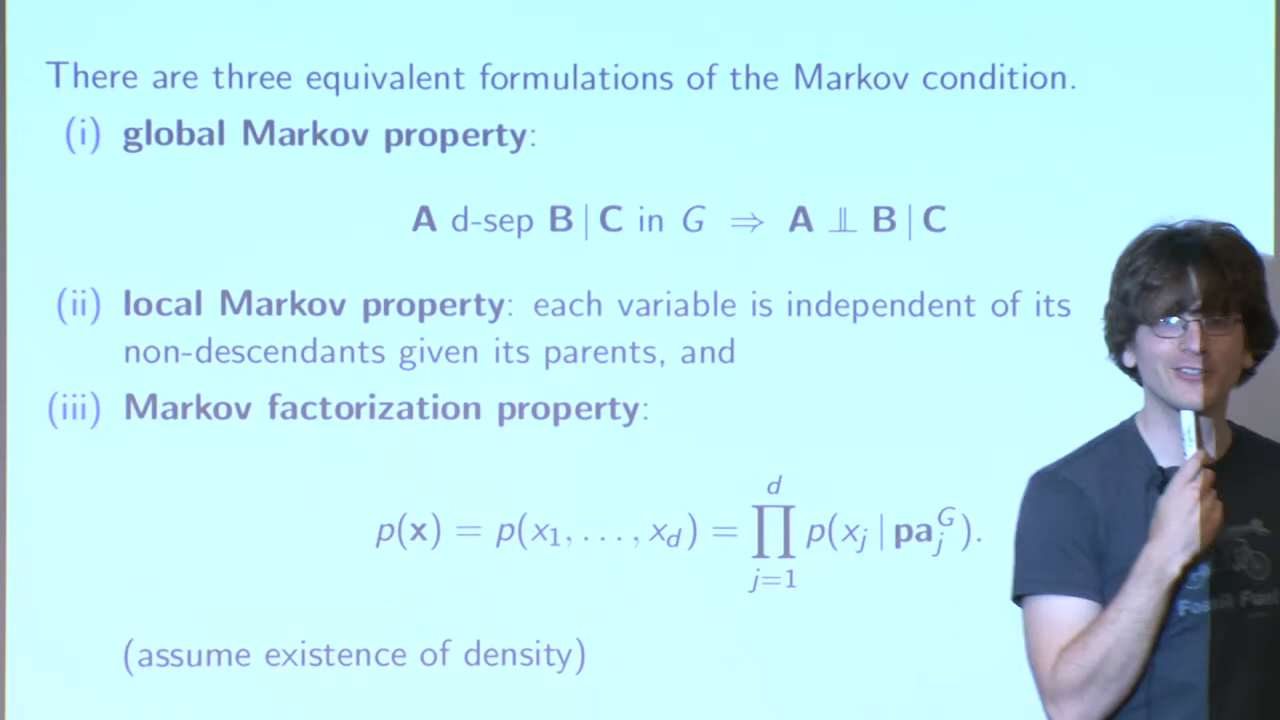 There are three equivalent formulations of the Markov condition.
(i) global Markov property:
A d-sep B | C in G ⇒ A ⫫ B | C
(ii) local Markov property: each variable is independent of its
non-descendants given its parents, and
(iii) Markov factorization property:
p(x) = p(x₁, . . . , x_d) = ∏_{j=1}^{d} p(x_j | pa_j^G).
(assume existence of density)